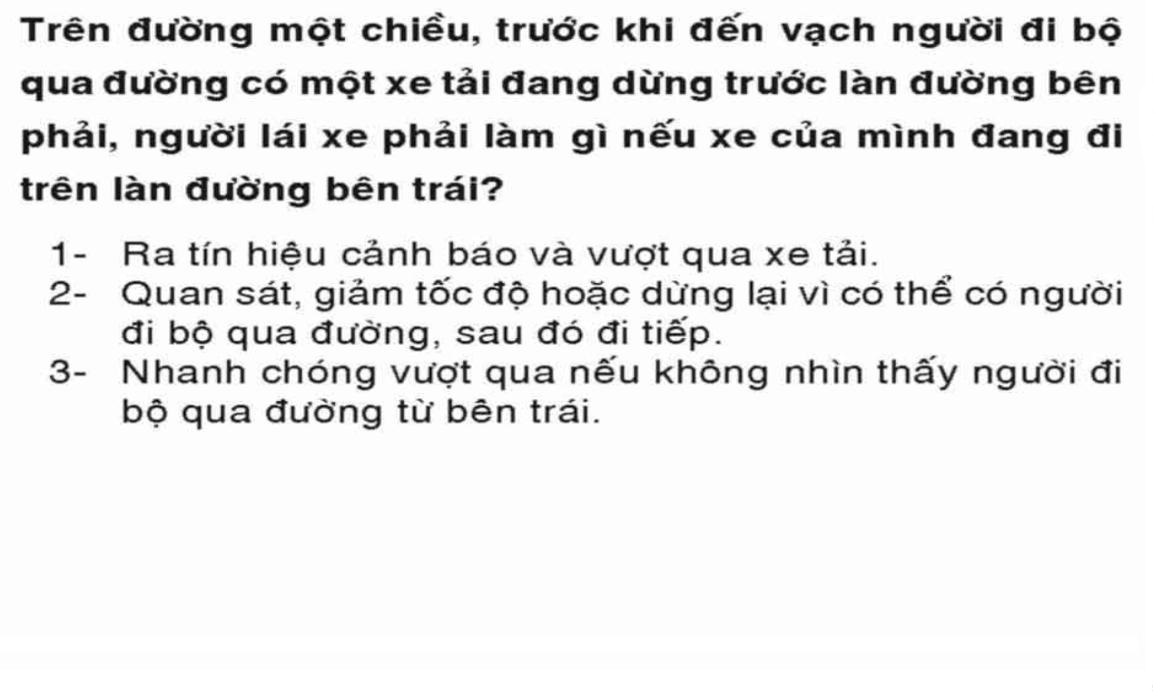 Trên đường một chiều, trước khi đến vạch người đi bộ
qua đường có một xe tải đang dừng trước làn đường bên
phải, người lái xe phải làm gì nếu xe của mình đang đi
trên làn đường bên trái?
1- Ra tín hiệu cảnh báo và vượt qua xe tải.
2- Quan sát, giảm tốc độ hoặc dừng lại vì có thể có người
đi bộ qua đường, sau đó đi tiếp.
3- Nhanh chóng vượt qua nếu không nhìn thấy người đi
bộ qua đường từ bên trái.